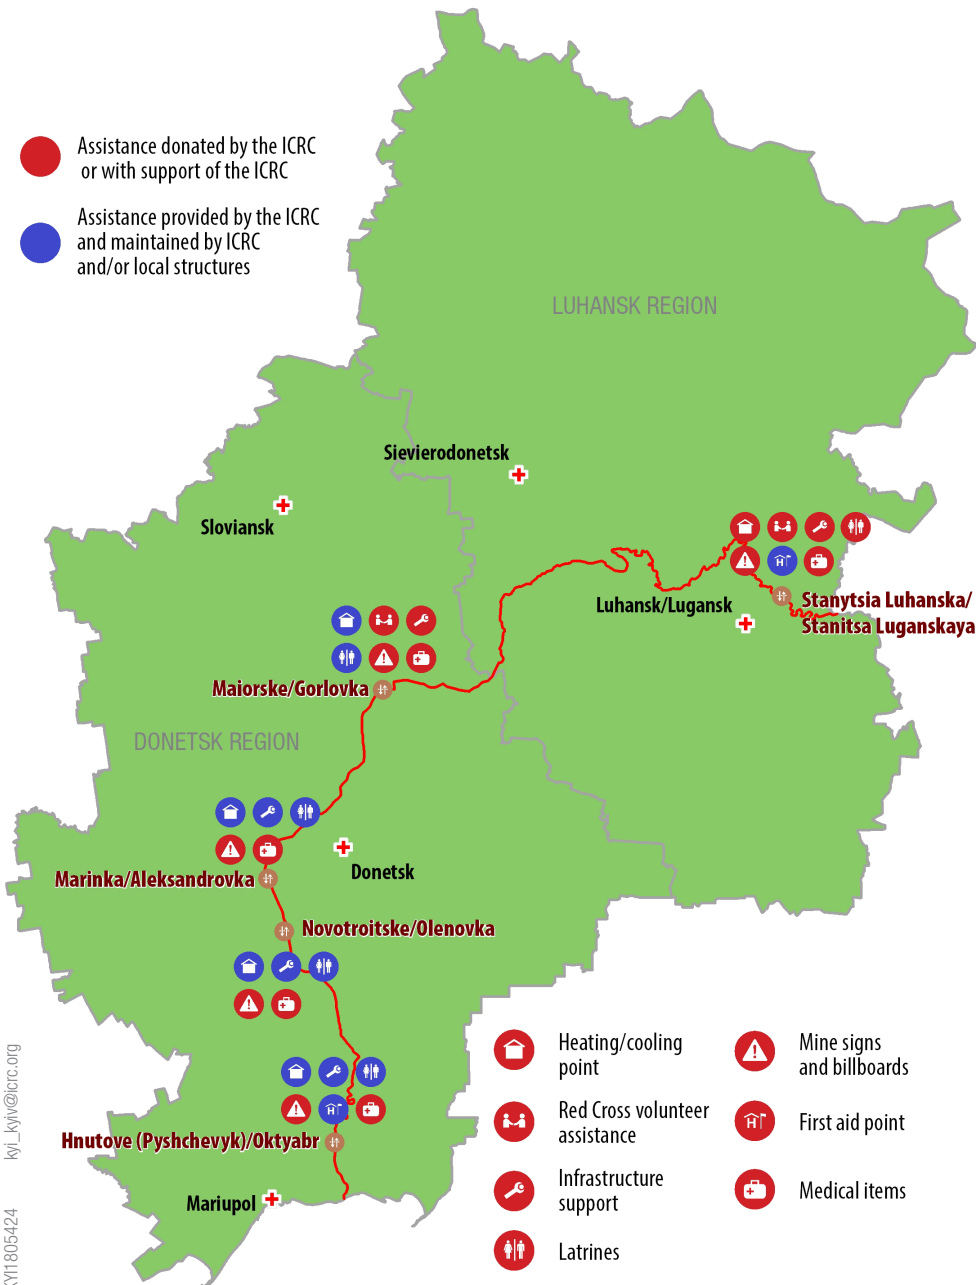 Assistance donated by the ICRC
or with support of the ICRC
Assistance provided by the ICRC
and maintained by ICRC
and/or local structures
LUHANSK REGION
Sievierodonetsk
Sloviansk
Luhansk/Lugansk
Stanytsia Luhanska/
Stanitsa Luganskaya
Maiorske/Gorlovka
DONETSK REGION
Donetsk
Marinka/Aleksandrovka
Novotroitske/Olenovka
Hnutove (Pyshchevyk)/Oktyabr
Mariupol
Heating/cooling
point
Red Cross volunteer
assistance
Infrastructure
support
Latrines
Mine signs
and billboards
First aid point
Medical items
kyi_kyiv@icrc.org
KYI1805424